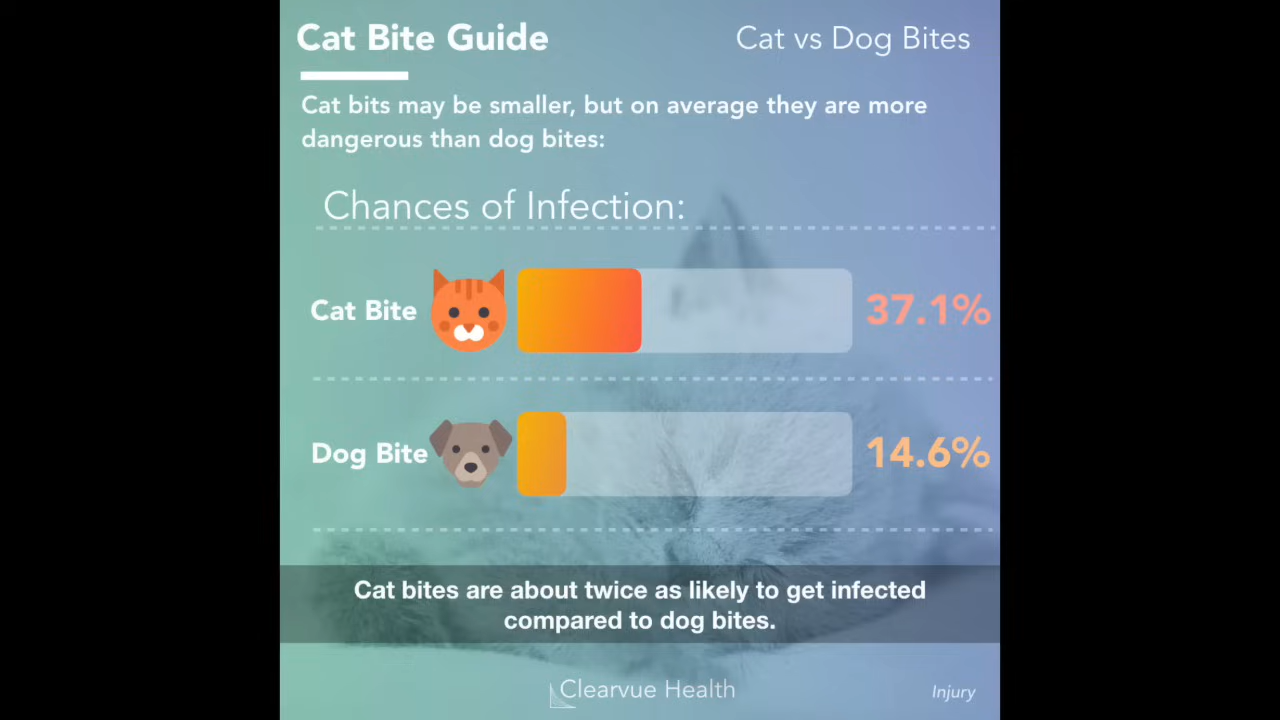 Cat Bite Guide
Cat vs Dog Bites
Cat bits may be smaller, but on average they are more
dangerous than dog bites:
Chances of Infection:
Cat Bite
37.1%
Dog Bite
14.6%
Cat bites are about twice as likely to get infected
compared to dog bites.
Clearvue Health
Injury